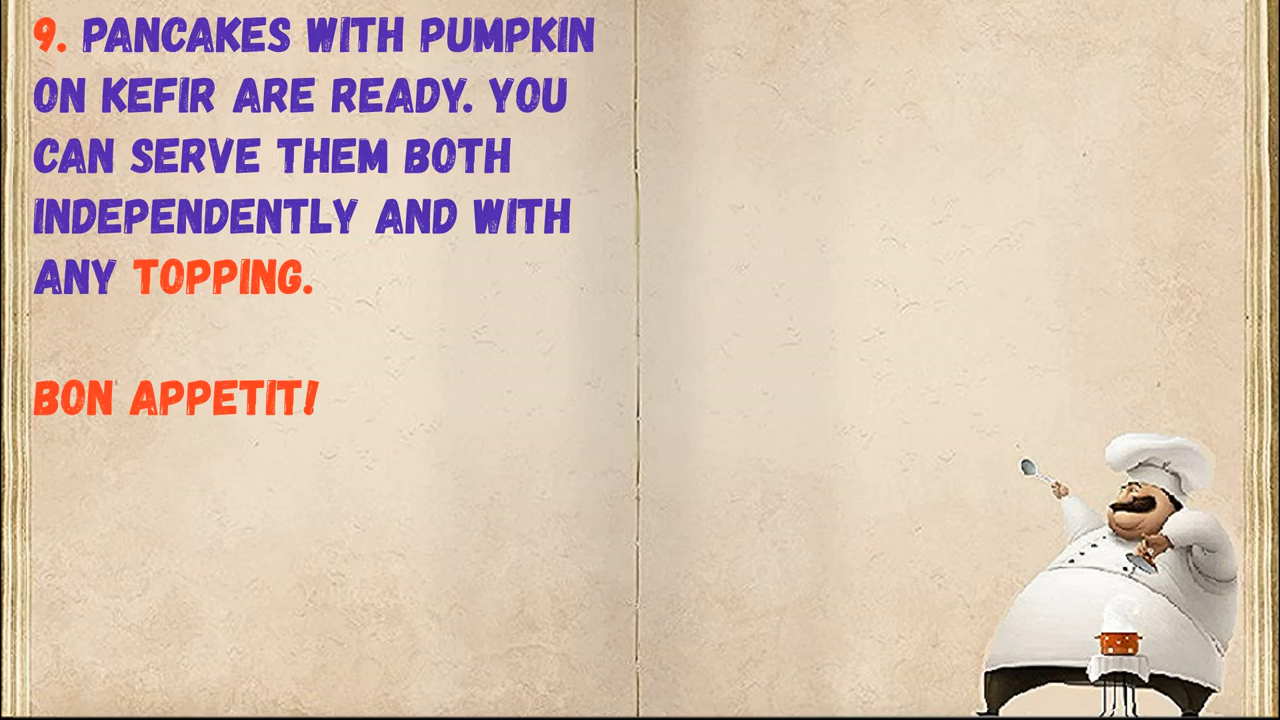 9. PANCAKES WITH PUMPKIN
ON KEFIR ARE READY. YOU
CAN SERVE THEM BOTH
INDEPENDENTLY AND WITH
ANY TOPPING.
BON APPETIT!